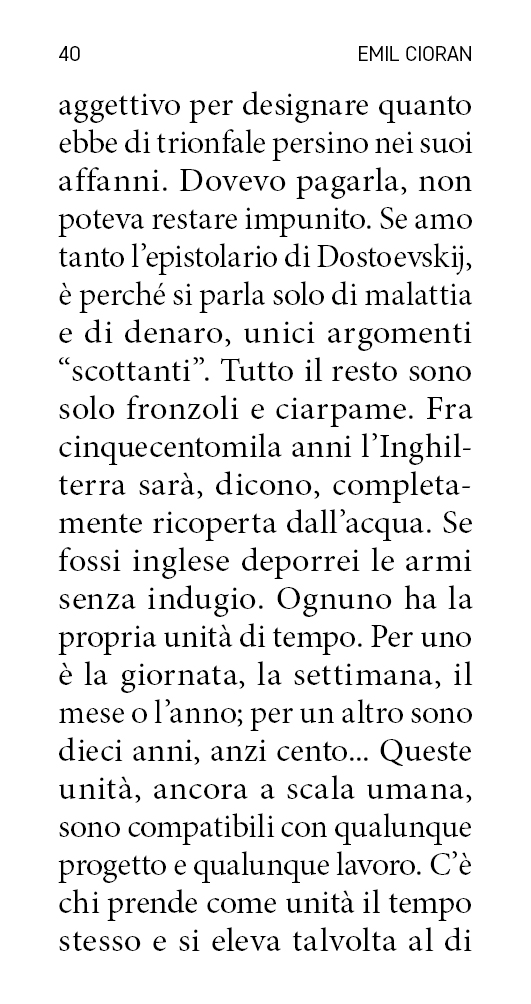 40 EMIL CIORAN
aggettivo per designare quanto
ebbe di trionfale persino nei suoi
affanni. Dovevo pagarla, non
poteva restare impunito. Se amo
tanto l’epistolario di Dostoevskij,
è perché si parla solo di malattia
e di denaro, unici argomenti
“scottanti”. Tutto il resto sono
solo fronzoli e ciarpame. Fra
cinquecentomila anni l’Inghil-
terra sarà, dicono, completa-
mente ricoperta dall’acqua. Se
fossi inglese deporrei le armi
senza indugio. Ognuno ha la
propria unità di tempo. Per uno
è la giornata, la settimana, il
mese o l’anno; per un altro sono
dieci anni, anzi cento... Queste
unità, ancora a scala umana,
sono compatibili con qualunque
progetto e qualunque lavoro. C’è
chi prende come unità il tempo
stesso e si eleva talvolta al di